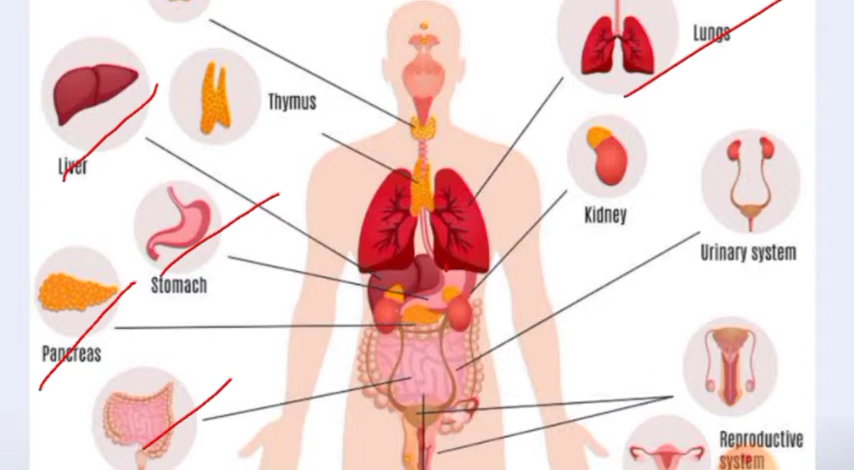 Lungs
Thymus
Liver
Kidney
Urinary system
Stomach
Pancreas
Reproductive
system